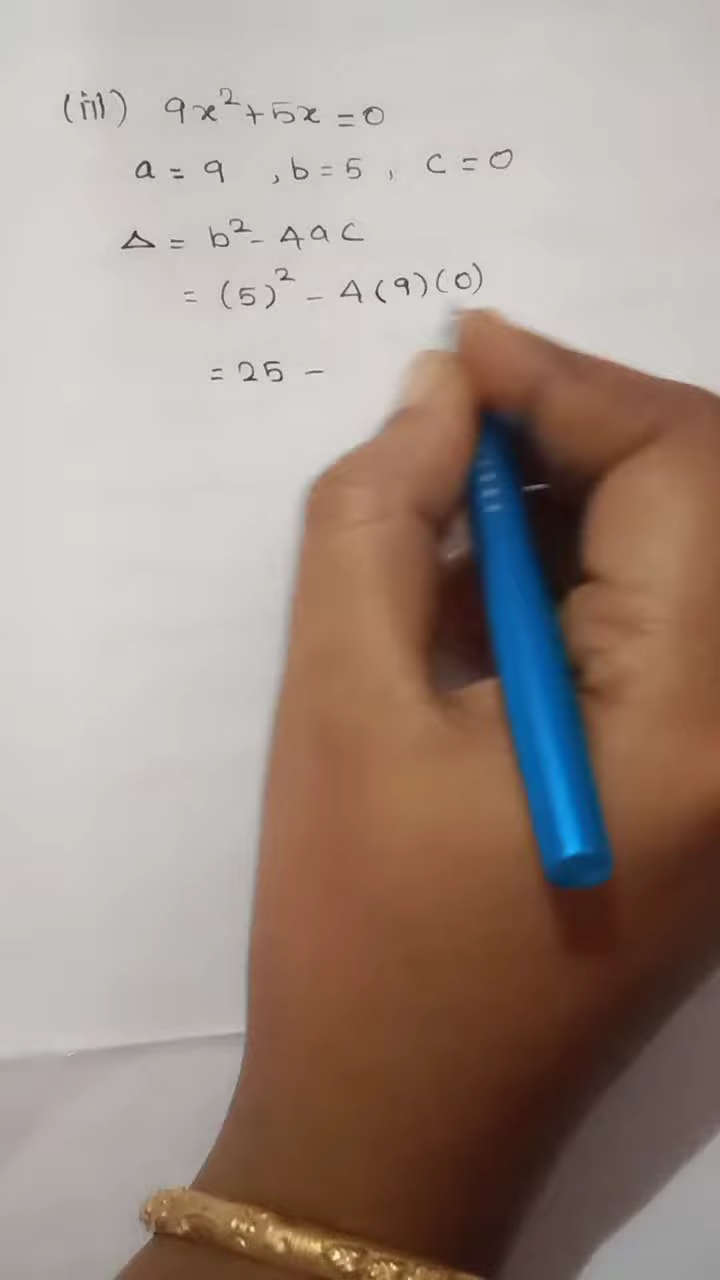 (iii) 9x²+5x=0
a = 9 , b = 5 , c = 0
Δ = b² - 4ac
= (5)² - 4(9)(0)
= 25 -